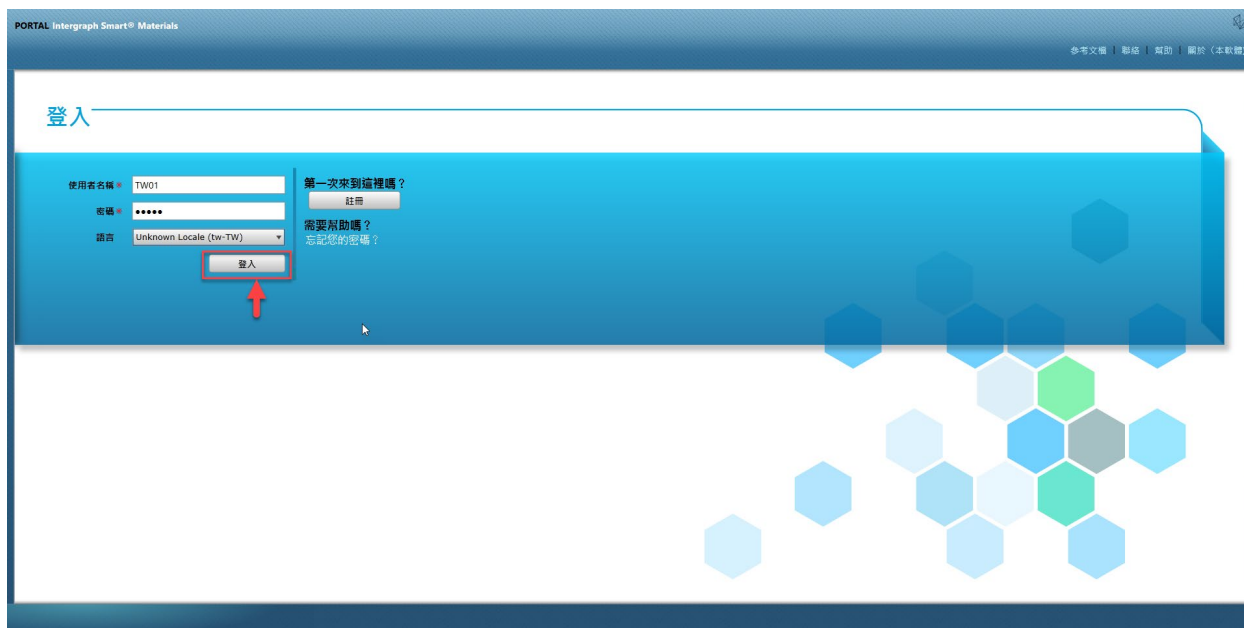 PORTAL Intergraph Smart® Materials
參考文檔 | 聯絡 | 幫助 | 關於（本軟體
登入
使用者名稱* TW01
密碼* •••••
語言 Unknown Locale (tw-TW)
登入
第一次來到這裡嗎？
註冊
需要幫助嗎？
忘記您的密碼？